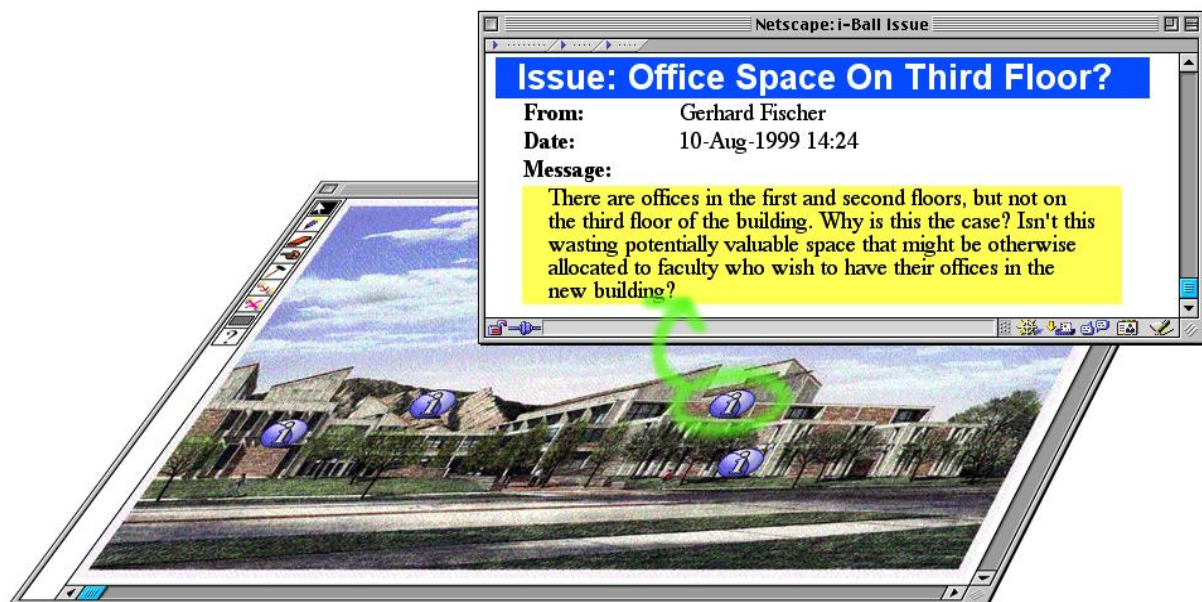 Netscape: i-Ball Issue
Issue: Office Space On Third Floor?
From: Gerhard Fischer
Date: 10-Aug-1999 14:24
Message:
There are offices in the first and second floors, but not on
the third floor of the building. Why is this the case? Isn't this
wasting potentially valuable space that might be otherwise
allocated to faculty who wish to have their offices in the
new building?
?
i
i
i
i